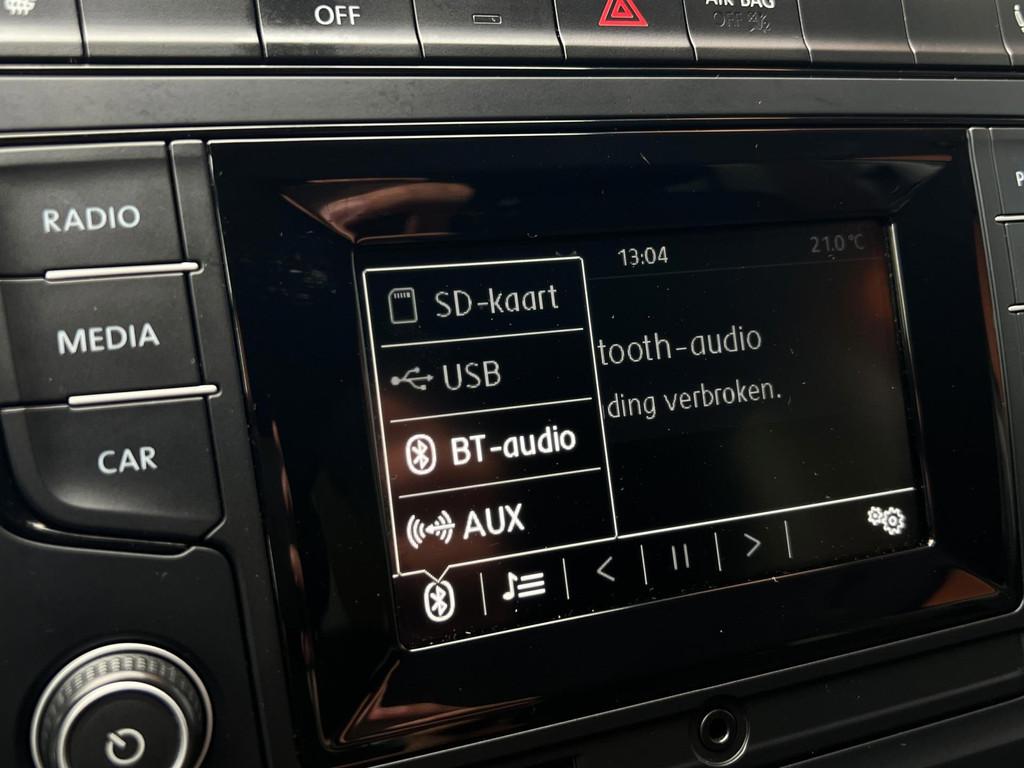 OFF
AIR BAG
OFF
RADIO
MEDIA
CAR
13:04
21.0 °C
SD-kaart
USB
BT-audio
AUX
tooth-audio
ding verbroken.